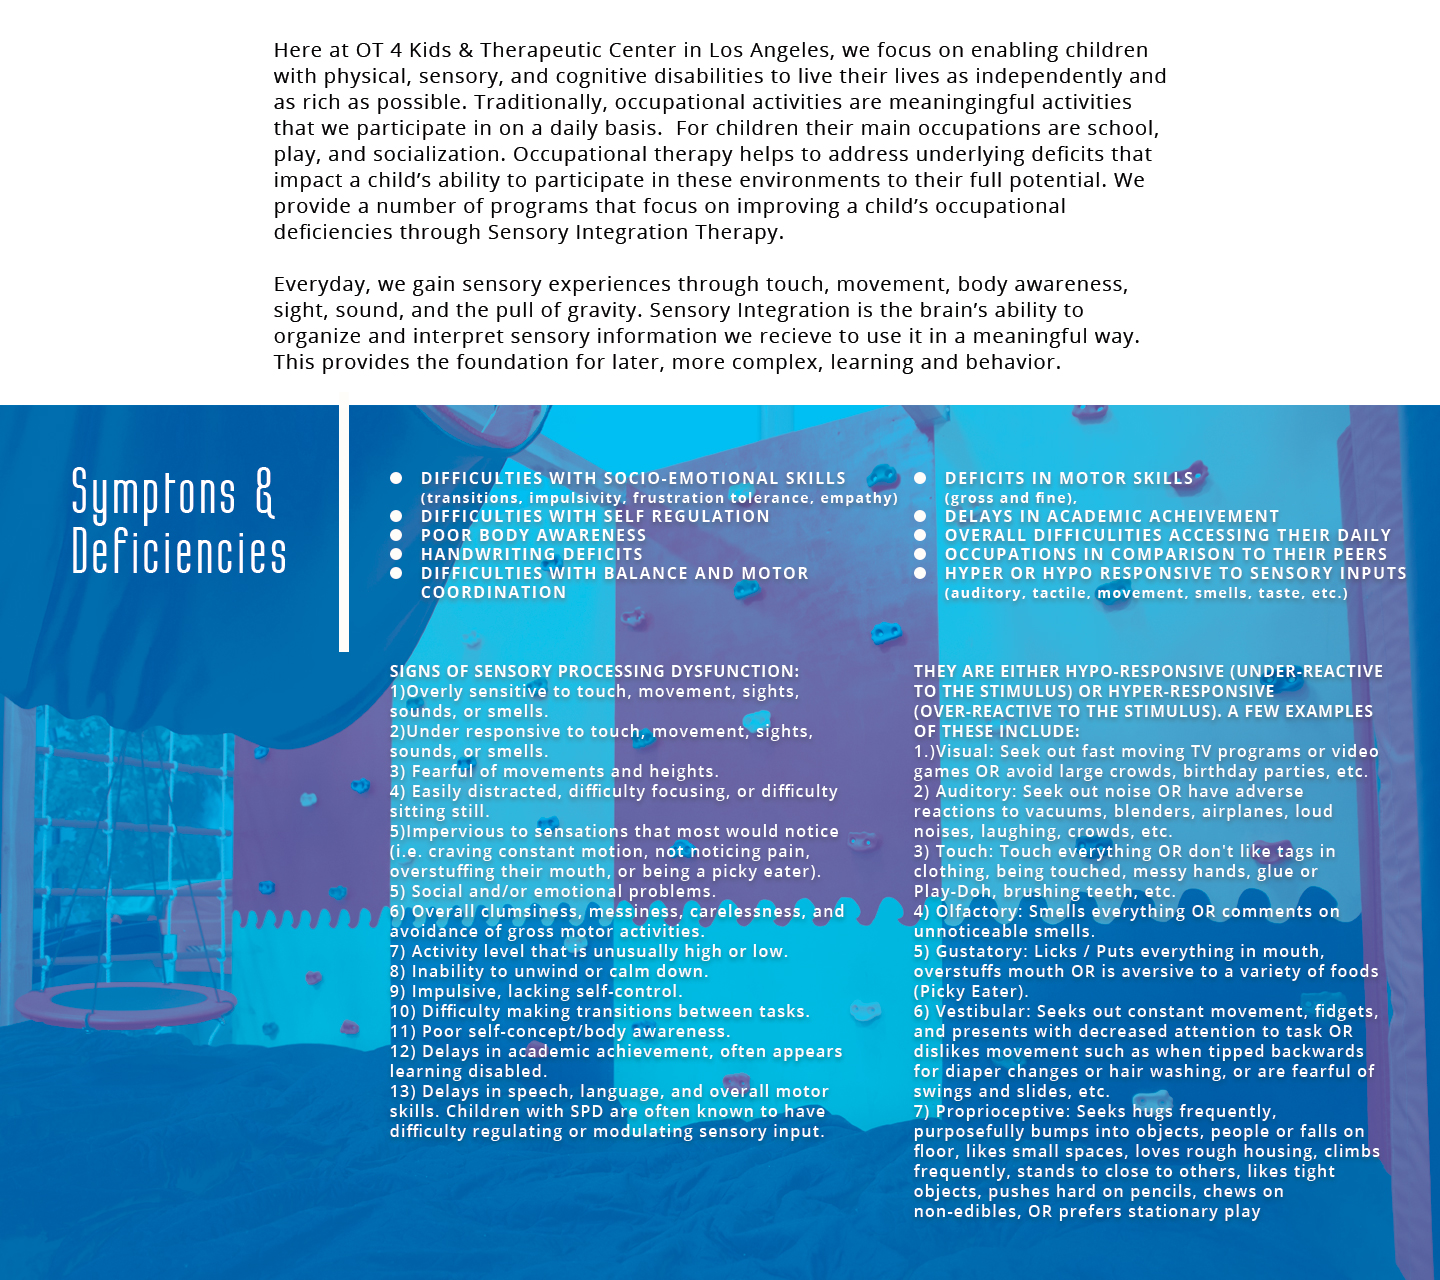 Here at OT 4 Kids & Therapeutic Center in Los Angeles, we focus on enabling children
with physical, sensory, and cognitive disabilities to live their lives as independently and
as rich as possible. Traditionally, occupational activities are meaningingful activities
that we participate in on a daily basis.  For children their main occupations are school,
play, and socialization. Occupational therapy helps to address underlying deficits that
impact a child’s ability to participate in these environments to their full potential. We
provide a number of programs that focus on improving a child’s occupational
deficiencies through Sensory Integration Therapy.
Everyday, we gain sensory experiences through touch, movement, body awareness,
sight, sound, and the pull of gravity. Sensory Integration is the brain’s ability to
organize and interpret sensory information we recieve to use it in a meaningful way.
This provides the foundation for later, more complex, learning and behavior.
Symptons &
Deficiencies
DIFFICULTIES WITH SOCIO-EMOTIONAL SKILLS
(transitions, impulsivity, frustration tolerance, empathy)
DIFFICULTIES WITH SELF REGULATION
POOR BODY AWARENESS
HANDWRITING DEFICITS
DIFFICULTIES WITH BALANCE AND MOTOR
COORDINATION
DEFICITS IN MOTOR SKILLS
(gross and fine),
DELAYS IN ACADEMIC ACHEIVEMENT
OVERALL DIFFICULITIES ACCESSING THEIR DAILY
OCCUPATIONS IN COMPARISON TO THEIR PEERS
HYPER OR HYPO RESPONSIVE TO SENSORY INPUTS
(auditory, tactile, movement, smells, taste, etc.)
SIGNS OF SENSORY PROCESSING DYSFUNCTION:
1)Overly sensitive to touch, movement, sights,
sounds, or smells.
2)Under responsive to touch, movement, sights,
sounds, or smells.
3) Fearful of movements and heights.
4) Easily distracted, difficulty focusing, or difficulty
sitting still.
5)Impervious to sensations that most would notice
(i.e. craving constant motion, not noticing pain,
overstuffing their mouth, or being a picky eater).
5) Social and/or emotional problems.
6) Overall clumsiness, messiness, carelessness, and
avoidance of gross motor activities.
7) Activity level that is unusually high or low.
8) Inability to unwind or calm down.
9) Impulsive, lacking self-control.
10) Difficulty making transitions between tasks.
11) Poor self-concept/body awareness.
12) Delays in academic achievement, often appears
learning disabled.
13) Delays in speech, language, and overall motor
skills. Children with SPD are often known to have
difficulty regulating or modulating sensory input.
THEY ARE EITHER HYPO-RESPONSIVE (UNDER-REACTIVE
TO THE STIMULUS) OR HYPER-RESPONSIVE
(OVER-REACTIVE TO THE STIMULUS). A FEW EXAMPLES
OF THESE INCLUDE:
1.)Visual: Seek out fast moving TV programs or video
games OR avoid large crowds, birthday parties, etc.
2) Auditory: Seek out noise OR have adverse
reactions to vacuums, blenders, airplanes, loud
noises, laughing, crowds, etc.
3) Touch: Touch everything OR don't like tags in
clothing, being touched, messy hands, glue or
Play-Doh, brushing teeth, etc.
4) Olfactory: Smells everything OR comments on
unnoticeable smells.
5) Gustatory: Licks / Puts everything in mouth,
overstuffs mouth OR is aversive to a variety of foods
(Picky Eater).
6) Vestibular: Seeks out constant movement, fidgets,
and presents with decreased attention to task OR
dislikes movement such as when tipped backwards
for diaper changes or hair washing, or are fearful of
swings and slides, etc.
7) Proprioceptive: Seeks hugs frequently,
purposefully bumps into objects, people or falls on
floor, likes small spaces, loves rough housing, climbs
frequently, stands to close to others, likes tight
objects, pushes hard on pencils, chews on
non-edibles, OR prefers stationary play